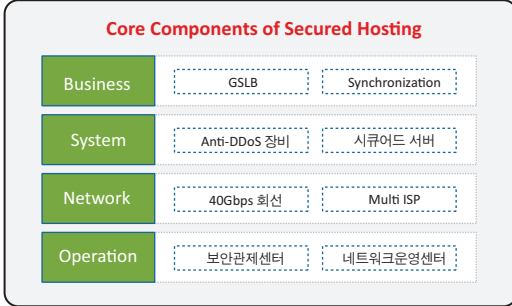 Core Components of Secured Hosting
Business
GSLB
Synchronization
System
Anti-DDoS 장비
시큐어드 서버
Network
40Gbps 회선
Multi ISP
Operation
보안관제센터
네트워크운영센터